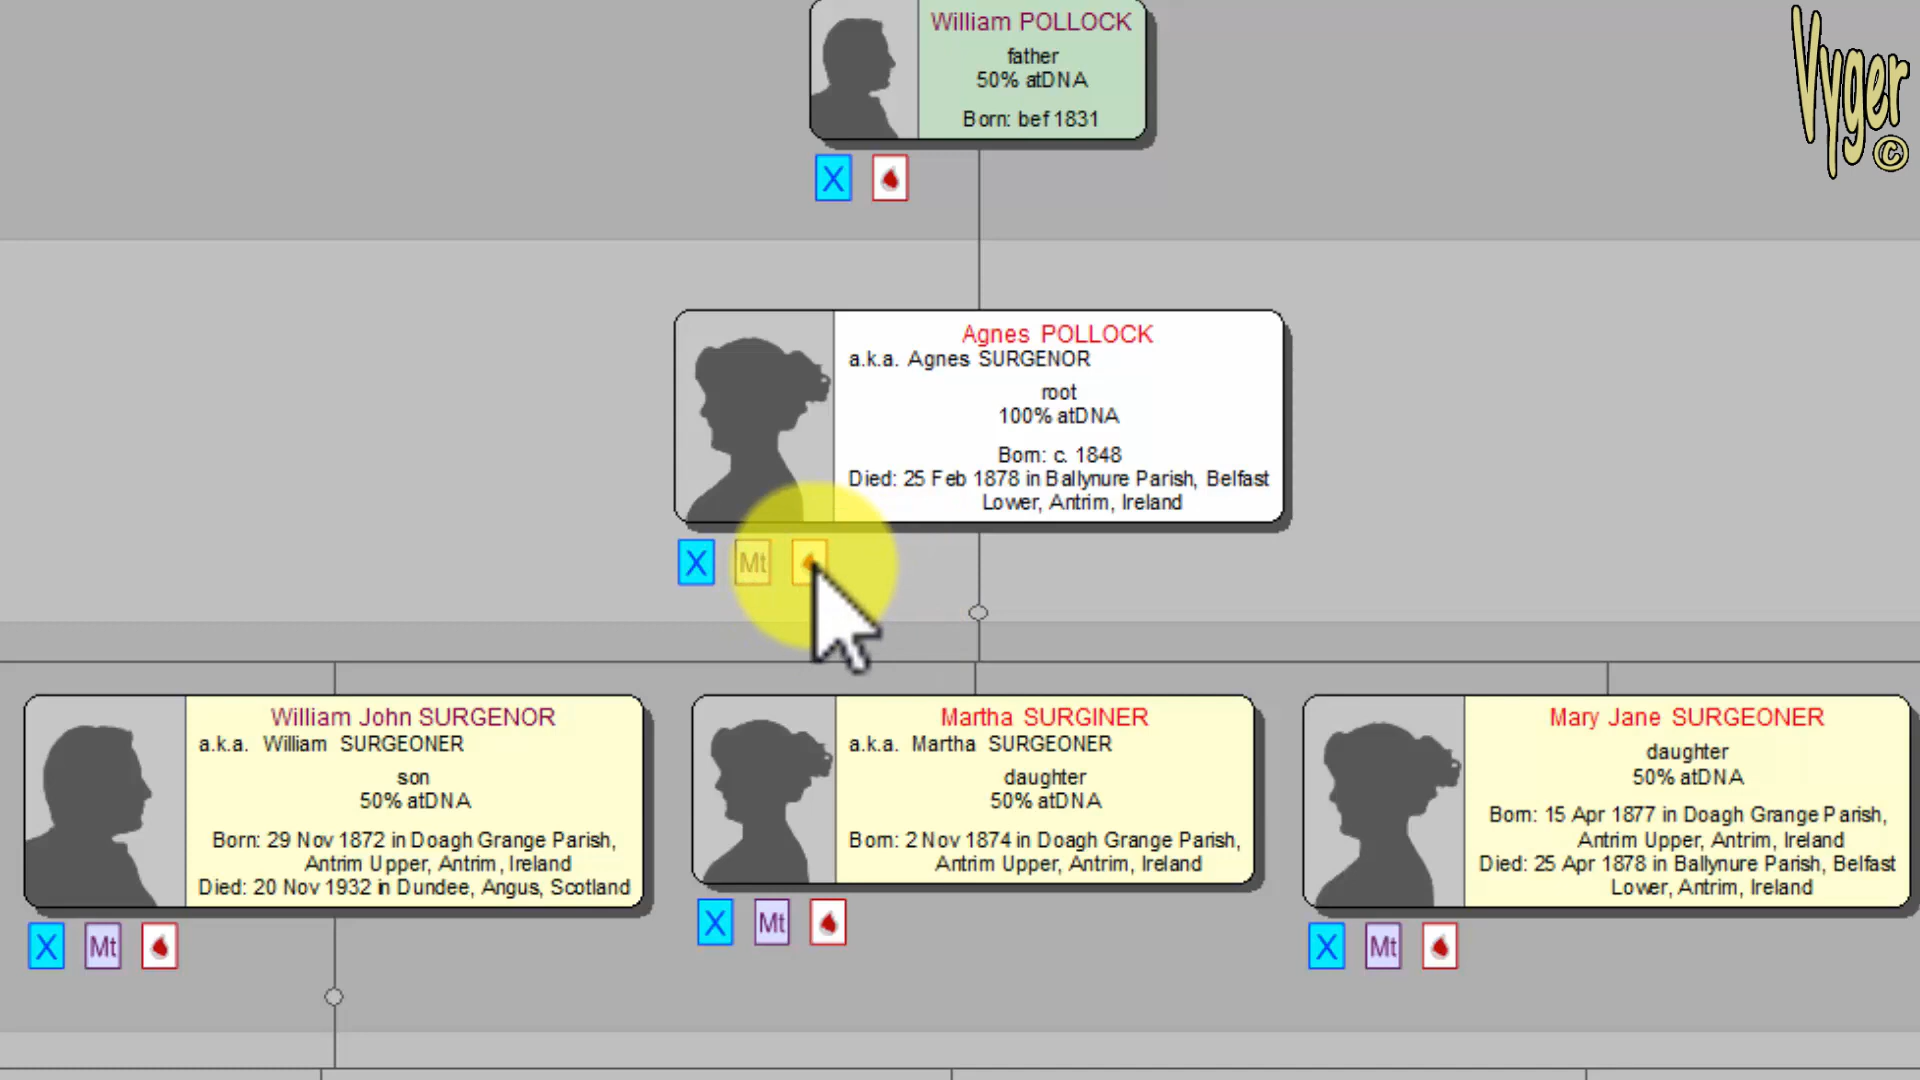 William POLLOCK
father
50% atDNA
Born: bef 1831
Vyger ©
X
Agnes POLLOCK
a.k.a. Agnes SURGENOR
root
100% atDNA
Born: c. 1848
Died: 25 Feb 1878 in Ballynure Parish, Belfast
Lower, Antrim, Ireland
X Mt
William John SURGENOR
a.k.a. William SURGEONER
son
50% atDNA
Born: 29 Nov 1872 in Doagh Grange Parish,
Antrim Upper, Antrim, Ireland
Died: 20 Nov 1932 in Dundee, Angus, Scotland
X Mt
Martha SURGINER
a.k.a. Martha SURGEONER
daughter
50% atDNA
Born: 2 Nov 1874 in Doagh Grange Parish,
Antrim Upper, Antrim, Ireland
X Mt
Mary Jane SURGEONER
daughter
50% atDNA
Born: 15 Apr 1877 in Doagh Grange Parish,
Antrim Upper, Antrim, Ireland
Died: 25 Apr 1878 in Ballynure Parish, Belfast
Lower, Antrim, Ireland
X Mt